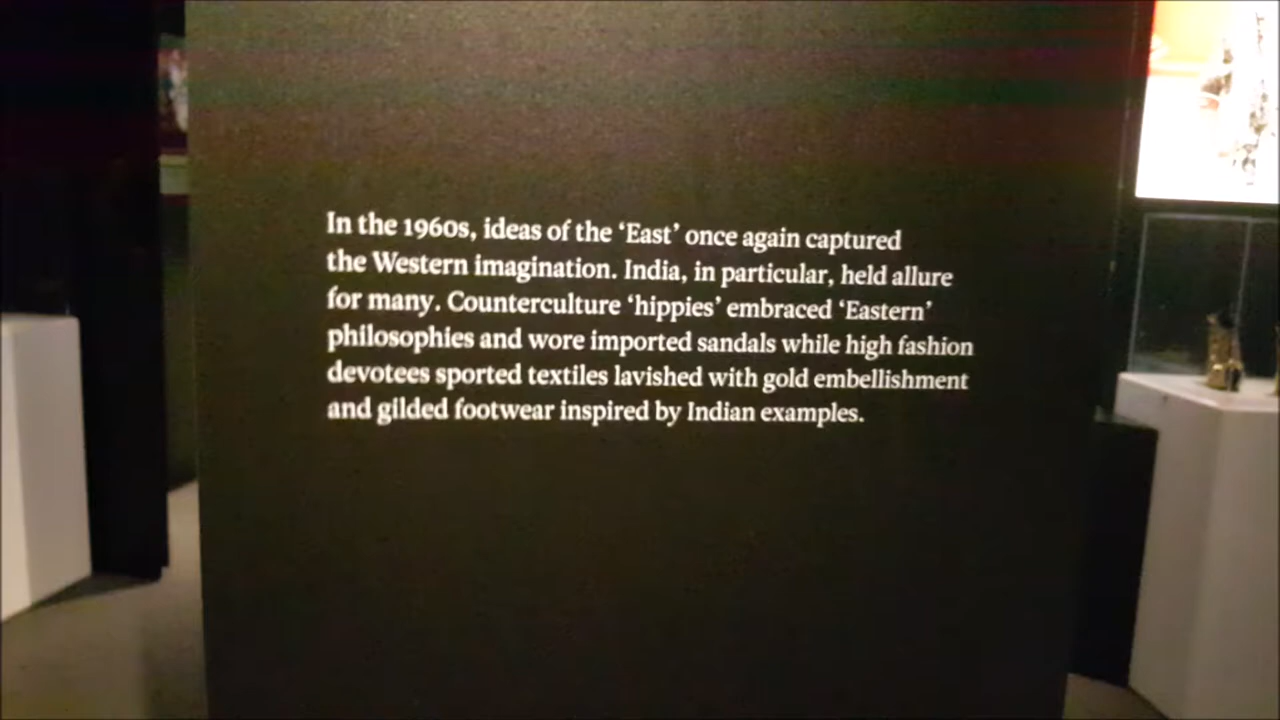 In the 1960s, ideas of the ‘East’ once again captured
the Western imagination. India, in particular, held allure
for many. Counterculture ‘hippies’ embraced ‘Eastern’
philosophies and wore imported sandals while high fashion
devotees sported textiles lavished with gold embellishment
and gilded footwear inspired by Indian examples.